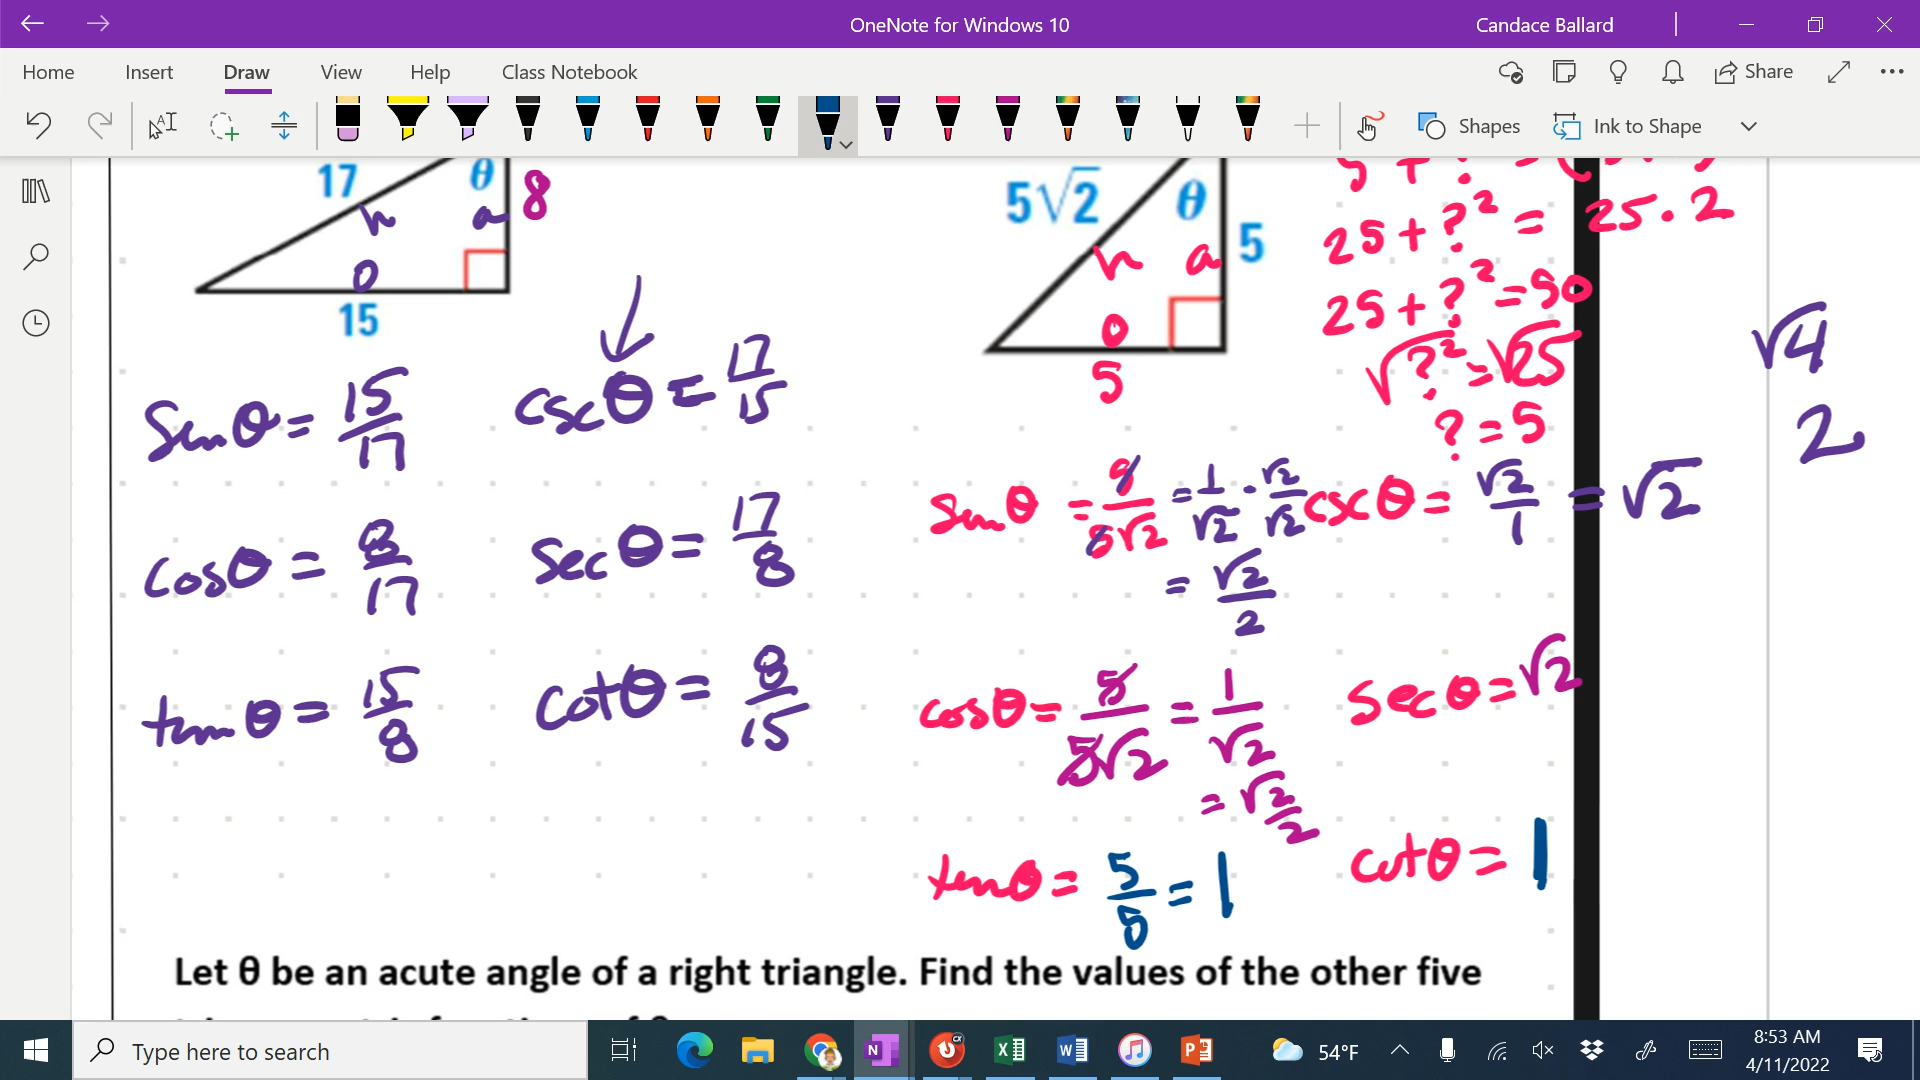 OneNote for Windows 10
Candace Ballard
Home Insert Draw View Help Class Notebook
Share
Shapes Ink to Shape
17 θ 8
h a
o
15
sin θ = 15/17 csc θ = 17/15
cos θ = 8/17 sec θ = 17/8
tan θ = 15/8 cot θ = 8/15
5√2 θ 5
h a
o
5
25 + ?² = 25 · 2
25 + ?² = 50
√?² = √25
? = 5
√4
2
sin θ = 5/5√2 = 1/√2 · √2/√2 csc θ = √2/1 = √2
= √2/2
cos θ = 5/5√2 = 1/√2 sec θ = √2
= √2/2
tan θ = 5/5 = 1 cot θ = 1
Let θ be an acute angle of a right triangle. Find the values of the other five
Type here to search
54°F
8:53 AM
4/11/2022